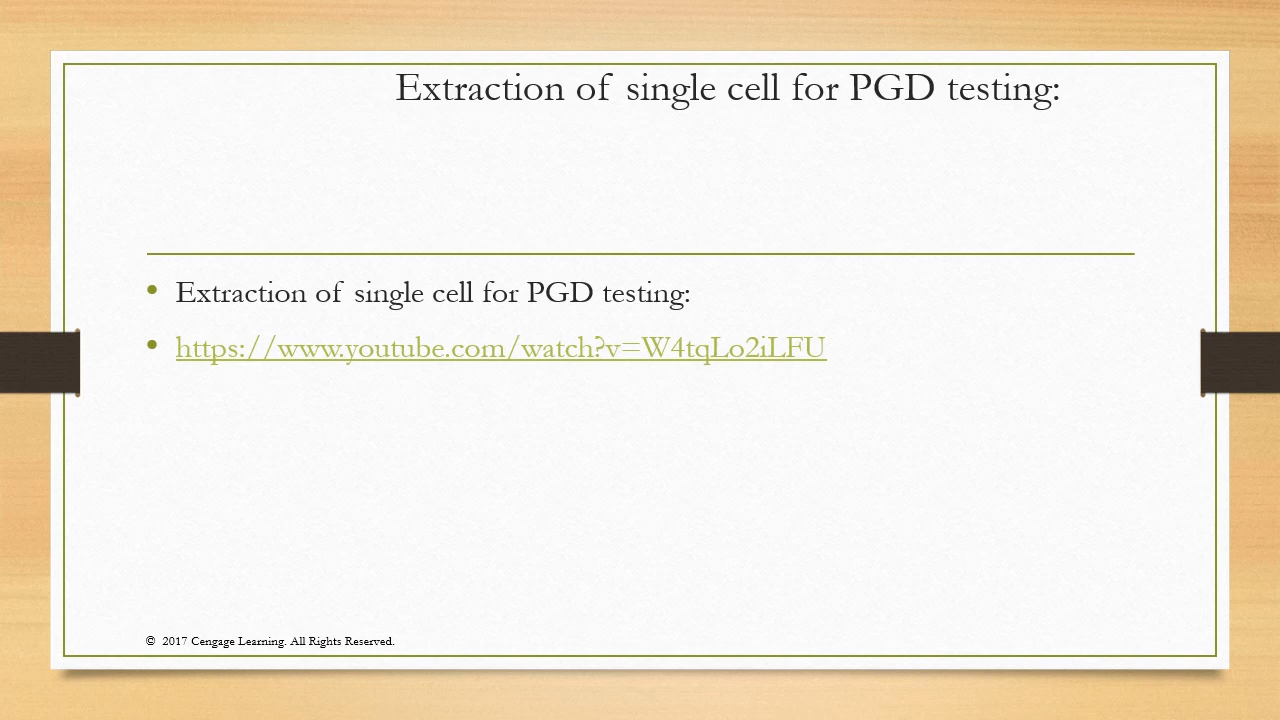 Extraction of single cell for PGD testing:
• Extraction of single cell for PGD testing:
• https://www.youtube.com/watch?v=W4tqLo2iLFU
© 2017 Cengage Learning. All Rights Reserved.